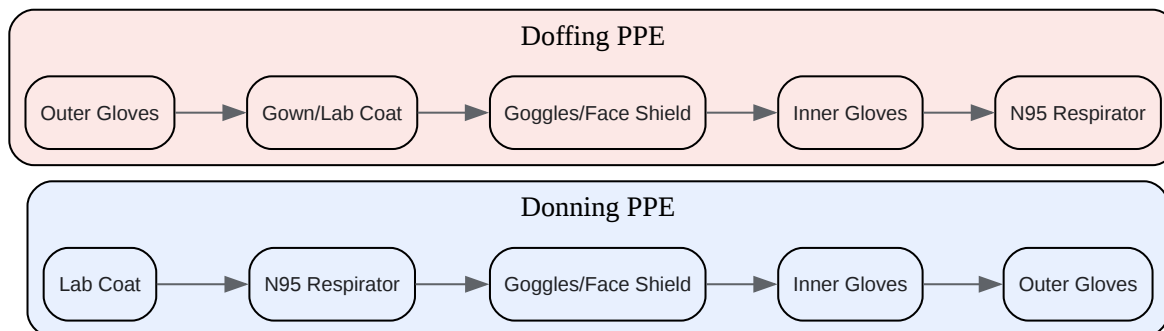 Doffing PPE
Outer Gloves
Gown/Lab Coat
Goggles/Face Shield
Inner Gloves
N95 Respirator
Donning PPE
Lab Coat
N95 Respirator
Goggles/Face Shield
Inner Gloves
Outer Gloves